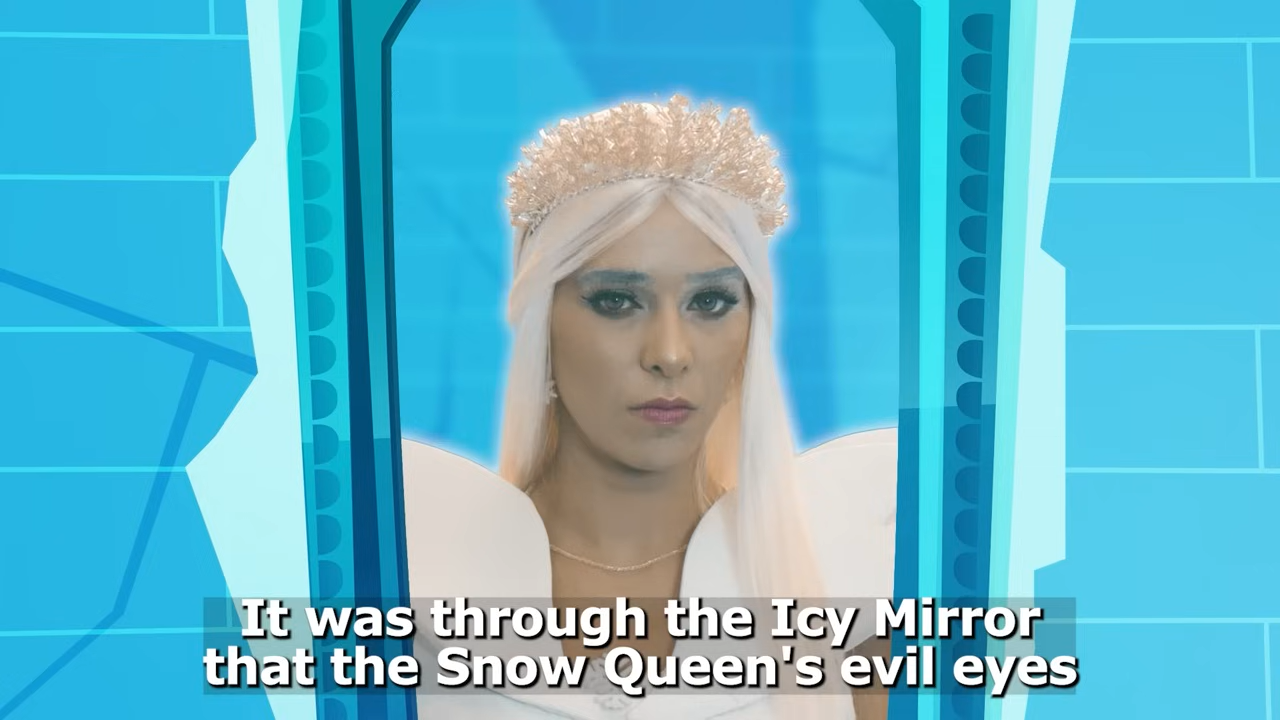 It was through the Icy Mirror
that the Snow Queen's evil eyes